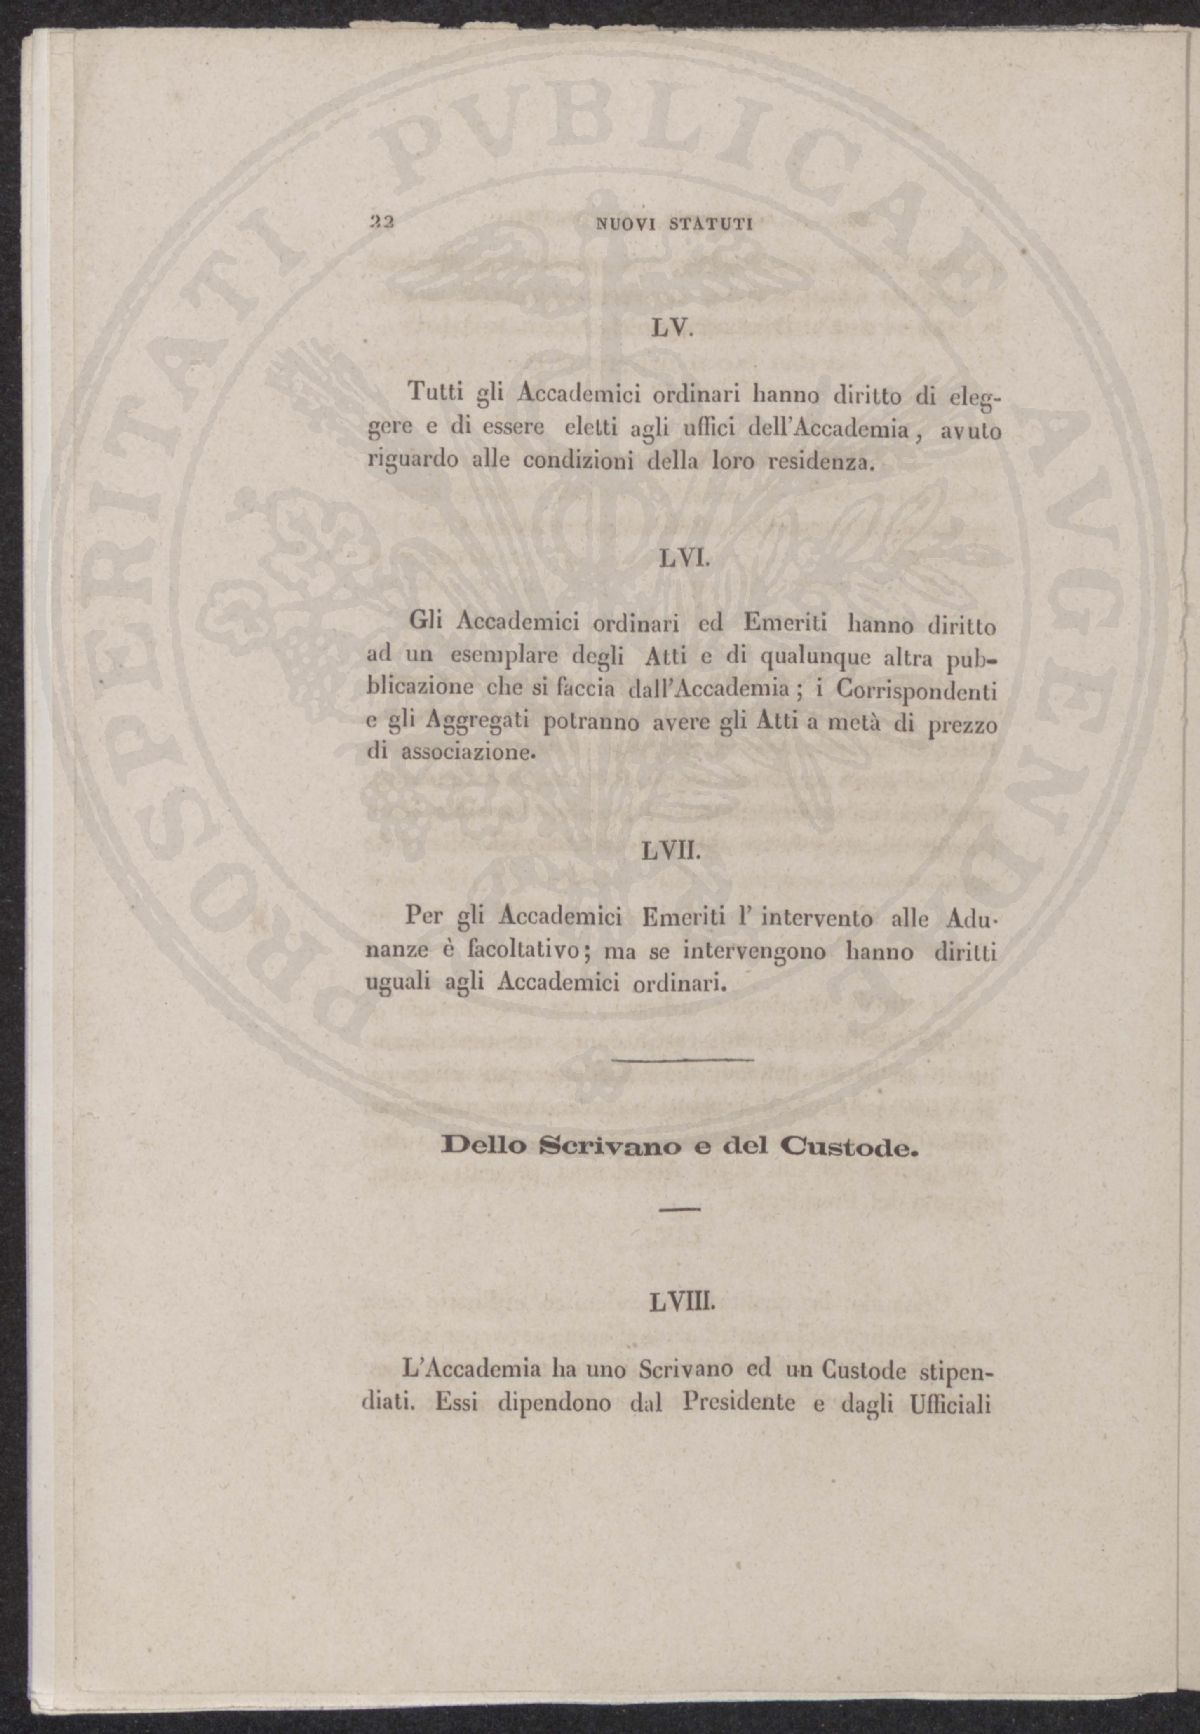 22 NUOVI STATUTI
LV.
Tutti gli Accademici ordinari hanno diritto di eleg-
gere e di essere eletti agli uffici dell'Accademia, avuto
riguardo alle condizioni della loro residenza.
LVI.
Gli Accademici ordinari ed Emeriti hanno diritto
ad un esemplare degli Atti e di qualunque altra pub-
blicazione che si faccia dall'Accademia; i Corrispondenti
e gli Aggregati potranno avere gli Atti a metà di prezzo
di associazione.
LVII.
Per gli Accademici Emeriti l' intervento alle Adu-
nanze è facoltativo; ma se intervengono hanno diritti
uguali agli Accademici ordinari.
Dello Scrivano e del Custode.
LVIII.
L'Accademia ha uno Scrivano ed un Custode stipen-
diati. Essi dipendono dal Presidente e dagli Ufficiali
PROSPERITATI PVBLICAE AVGENDAE